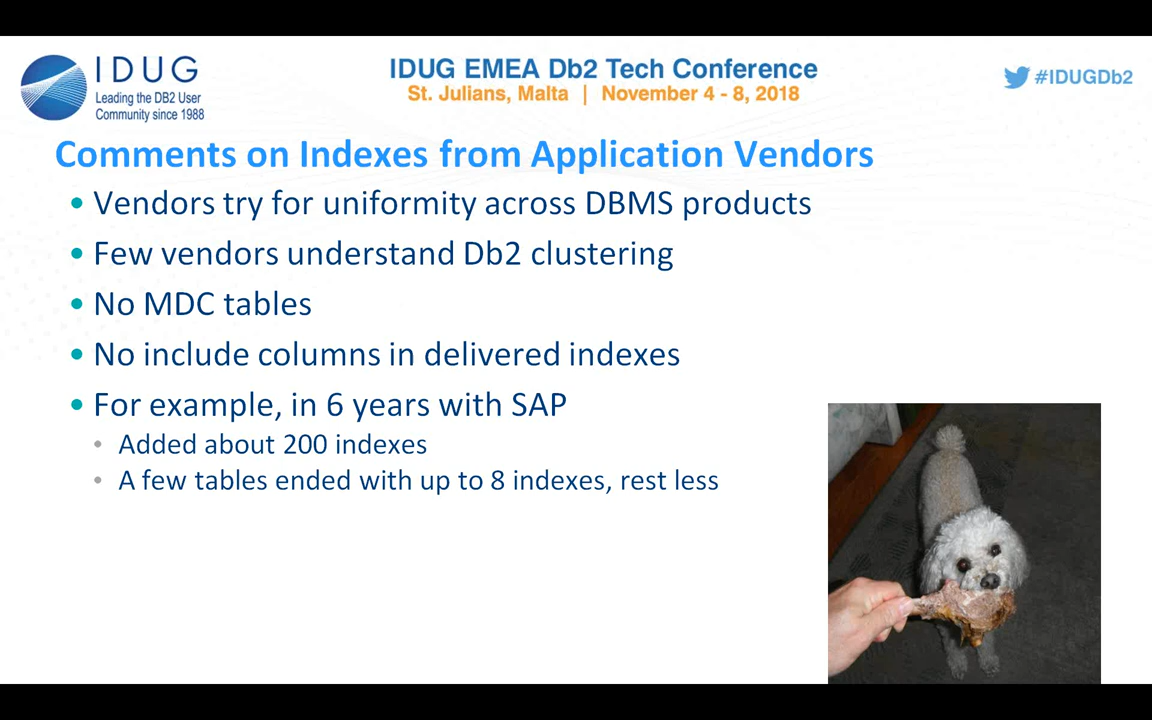 IDUG
Leading the DB2 User
Community since 1988
IDUG EMEA Db2 Tech Conference
St. Julians, Malta | November 4 - 8, 2018
#IDUGDb2
Comments on Indexes from Application Vendors
• Vendors try for uniformity across DBMS products
• Few vendors understand Db2 clustering
• No MDC tables
• No include columns in delivered indexes
• For example, in 6 years with SAP
• Added about 200 indexes
• A few tables ended with up to 8 indexes, rest less